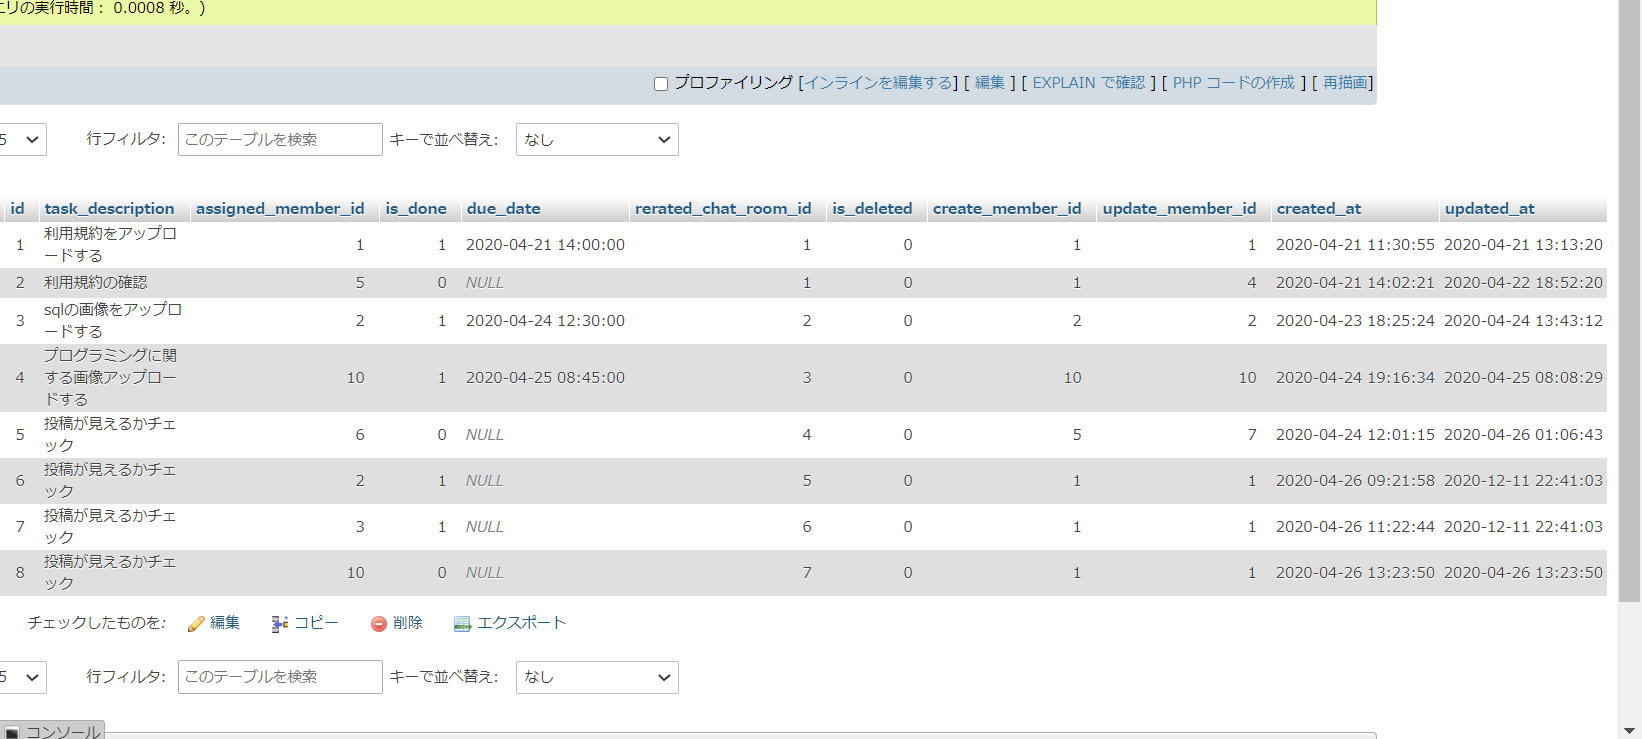 エリの実行時間： 0.0008 秒。)
プロファイリング [インラインを編集する] [ 編集 ] [ EXPLAIN で確認 ] [ PHP コードの作成 ] [ 再描画]
5 行フィルタ: このテーブルを検索 キーで並べ替え: なし
id task_description assigned_member_id is_done due_date rerated_chat_room_id is_deleted create_member_id update_member_id created_at updated_at
利用規約をアップロ
1 ードする 1 1 2020-04-21 14:00:00 1 0 1 1 2020-04-21 11:30:55 2020-04-21 13:13:20
2 利用規約の確認 5 0 NULL 1 0 1 4 2020-04-21 14:02:21 2020-04-22 18:52:20
sqlの画像をアップロ
3 ードする 2 1 2020-04-24 12:30:00 2 0 2 2 2020-04-23 18:25:24 2020-04-24 13:43:12
プログラミングに関
4 する画像アップロー 10 1 2020-04-25 08:45:00 3 0 10 10 2020-04-24 19:16:34 2020-04-25 08:08:29
ドする
投稿が見えるかチェ
5 ック 6 0 NULL 4 0 5 7 2020-04-24 12:01:15 2020-04-26 01:06:43
投稿が見えるかチェ
6 ック 2 1 NULL 5 0 1 1 2020-04-26 09:21:58 2020-12-11 22:41:03
投稿が見えるかチェ
7 ック 3 1 NULL 6 0 1 1 2020-04-26 11:22:44 2020-12-11 22:41:03
投稿が見えるかチェ
8 ック 10 0 NULL 7 0 1 1 2020-04-26 13:23:50 2020-04-26 13:23:50
チェックしたものを: 編集 コピー 削除 エクスポート
5 行フィルタ: このテーブルを検索 キーで並べ替え: なし
コンソール